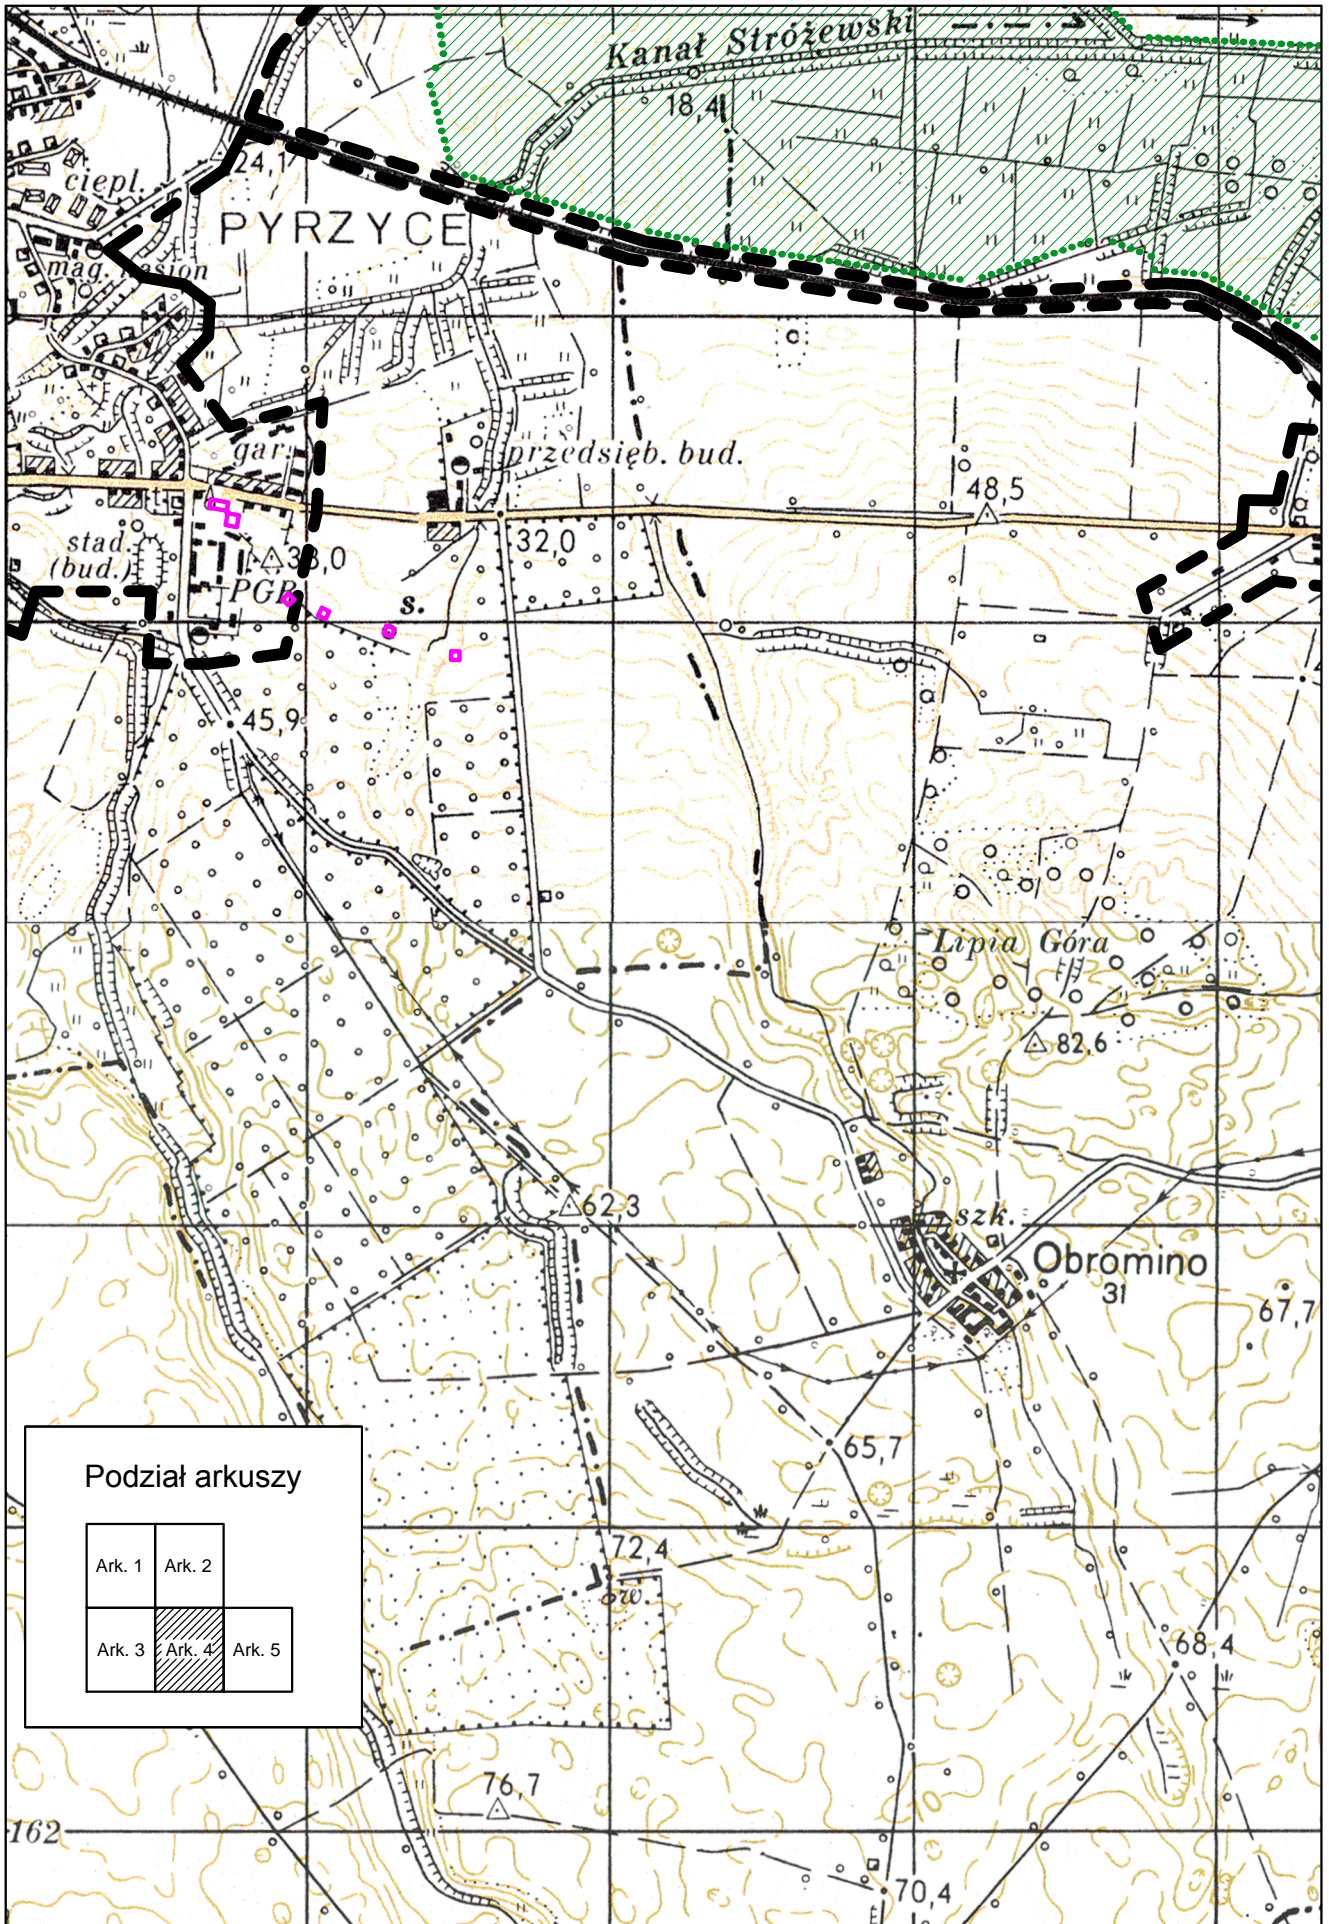 Kanał Stróżewski
18,4
24,1
ciepl.
PYRZYCE
mag.
gar.
przedsięb. bud.
48,5
32,0
stad.
(bud.)
38,0
PGR
s.
45,9
Lipia Góra
82,6
62,3
szk.
Obromino
31
67,7
65,7
Podział arkuszy
Ark. 1 Ark. 2
Ark. 3 Ark. 4 Ark. 5
72,4
68,4
76,7
162
70,4